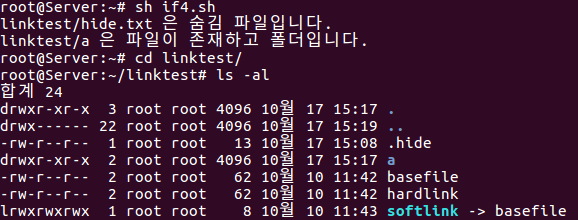 root@Server:~# sh if4.sh
linktest/hide.txt 은 숨김 파일입니다.
linktest/a 은 파일이 존재하고 폴더입니다.
root@Server:~# cd linktest/
root@Server:~/linktest# ls -al
합계 24
drwxr-xr-x  3 root root 4096 10월 17 15:17 .
drwx------ 22 root root 4096 10월 17 15:19 ..
-rw-r--r--  1 root root   13 10월 17 15:08 .hide
drwxr-xr-x  2 root root 4096 10월 17 15:17 a
-rw-r--r--  2 root root   62 10월 10 11:42 basefile
-rw-r--r--  2 root root   62 10월 10 11:42 hardlink
lrwxrwxrwx  1 root root    8 10월 10 11:43 softlink -> basefile